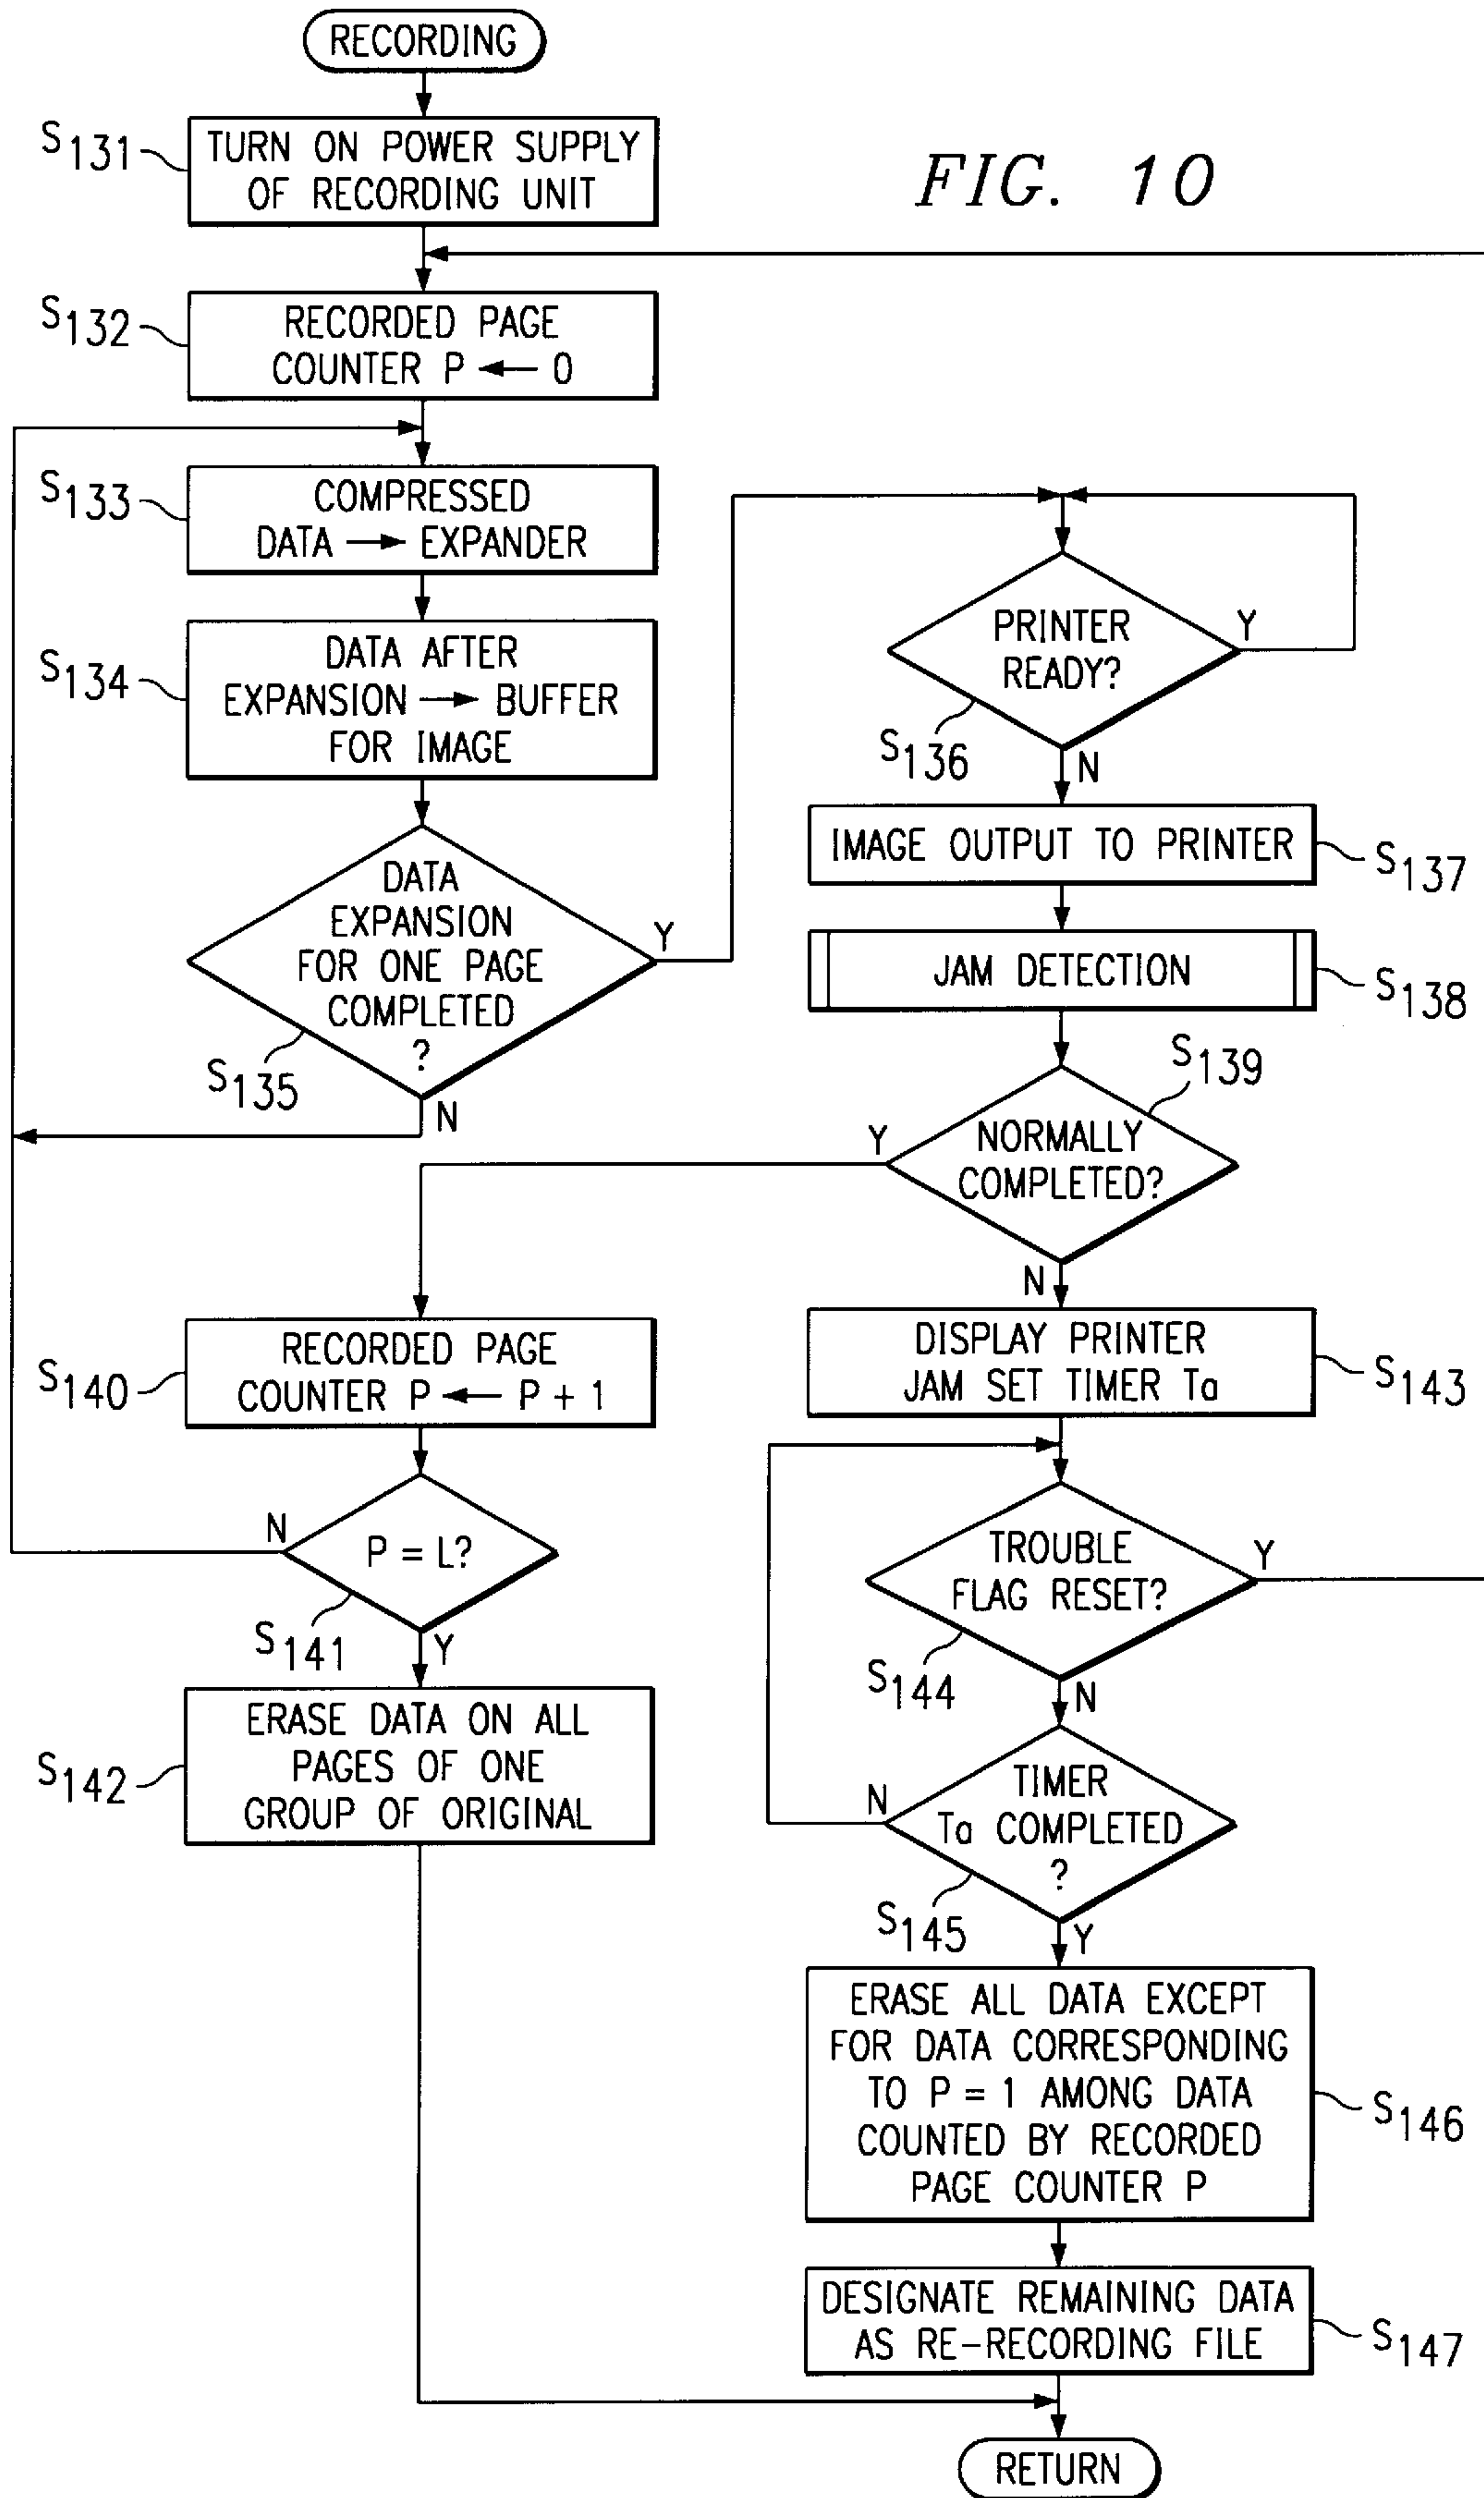 RECORDING
S131
TURN ON POWER SUPPLY
OF RECORDING UNIT
FIG. 10
S132
RECORDED PAGE
COUNTER P ← 0
S133
COMPRESSED
DATA → EXPANDER
S134
DATA AFTER
EXPANSION → BUFFER
FOR IMAGE
DATA
EXPANSION
FOR ONE PAGE
COMPLETED
?
Y
S135
N
PRINTER
READY?
Y
S136
N
IMAGE OUTPUT TO PRINTER
S137
JAM DETECTION
S138
S139
NORMALLY
COMPLETED?
Y
N
S140
RECORDED PAGE
COUNTER P ← P + 1
P = L?
N
S141
Y
S142
ERASE DATA ON ALL
PAGES OF ONE
GROUP OF ORIGINAL
DISPLAY PRINTER
JAM SET TIMER Ta
S143
TROUBLE
FLAG RESET?
Y
S144
N
TIMER
Ta COMPLETED
?
N
S145
Y
ERASE ALL DATA EXCEPT
FOR DATA CORRESPONDING
TO P = 1 AMONG DATA
COUNTED BY RECORDED
PAGE COUNTER P
S146
DESIGNATE REMAINING DATA
AS RE-RECORDING FILE
S147
RETURN